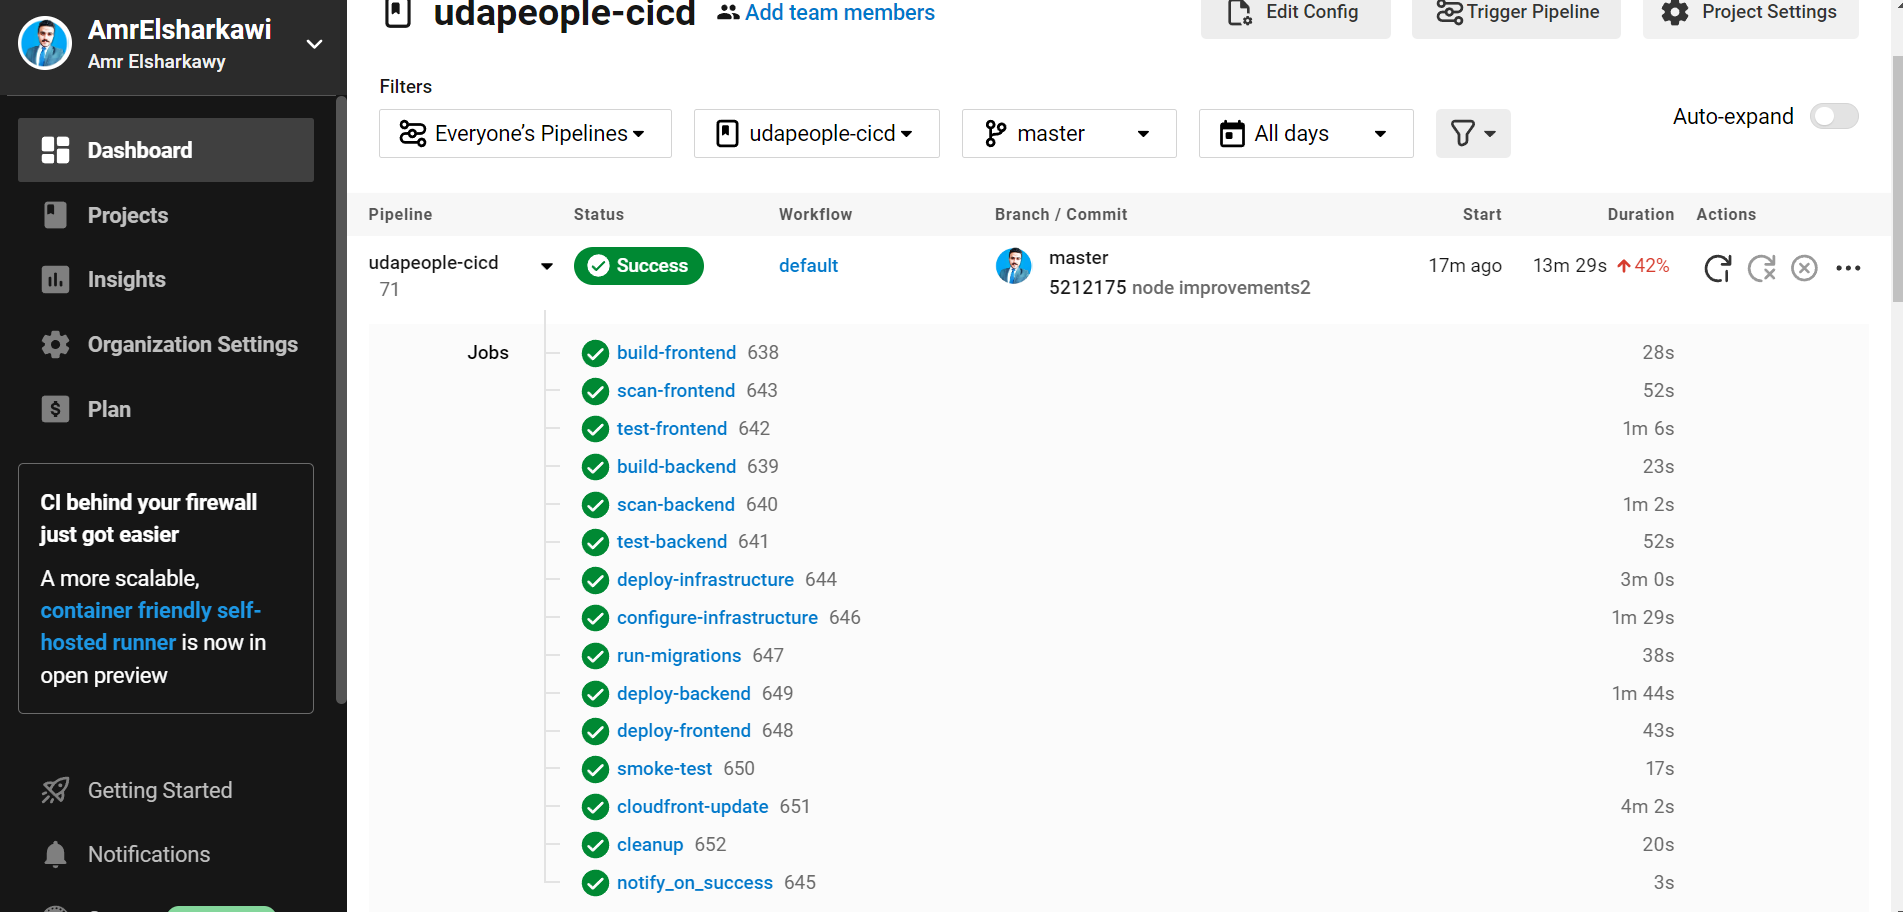 AmrElsharkawi
Amr Elsharkawy
Dashboard
Projects
Insights
Organization Settings
Plan
CI behind your firewall
just got easier
A more scalable,
container friendly self-
hosted runner is now in
open preview
Getting Started
Notifications
udapeople-cicd
Add team members
Edit Config
Trigger Pipeline
Project Settings
Filters
Everyone’s Pipelines
udapeople-cicd
master
All days
Auto-expand
Pipeline Status Workflow Branch / Commit Start Duration Actions
udapeople-cicd
71
Success
default
master
5212175 node improvements2
17m ago
13m 29s 42%
Jobs
build-frontend 638 28s
scan-frontend 643 52s
test-frontend 642 1m 6s
build-backend 639 23s
scan-backend 640 1m 2s
test-backend 641 52s
deploy-infrastructure 644 3m 0s
configure-infrastructure 646 1m 29s
run-migrations 647 38s
deploy-backend 649 1m 44s
deploy-frontend 648 43s
smoke-test 650 17s
cloudfront-update 651 4m 2s
cleanup 652 20s
notify_on_success 645 3s